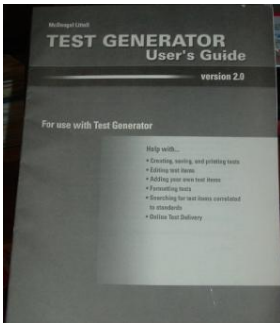 McDougal Littell
TEST GENERATOR
User's Guide
version 2.0
For use with Test Generator
Help with...
• Creating, saving, and printing tests
• Editing test items
• Adding your own test items
• Formatting tests
• Searching for test items correlated
to standards
• Online Test Delivery